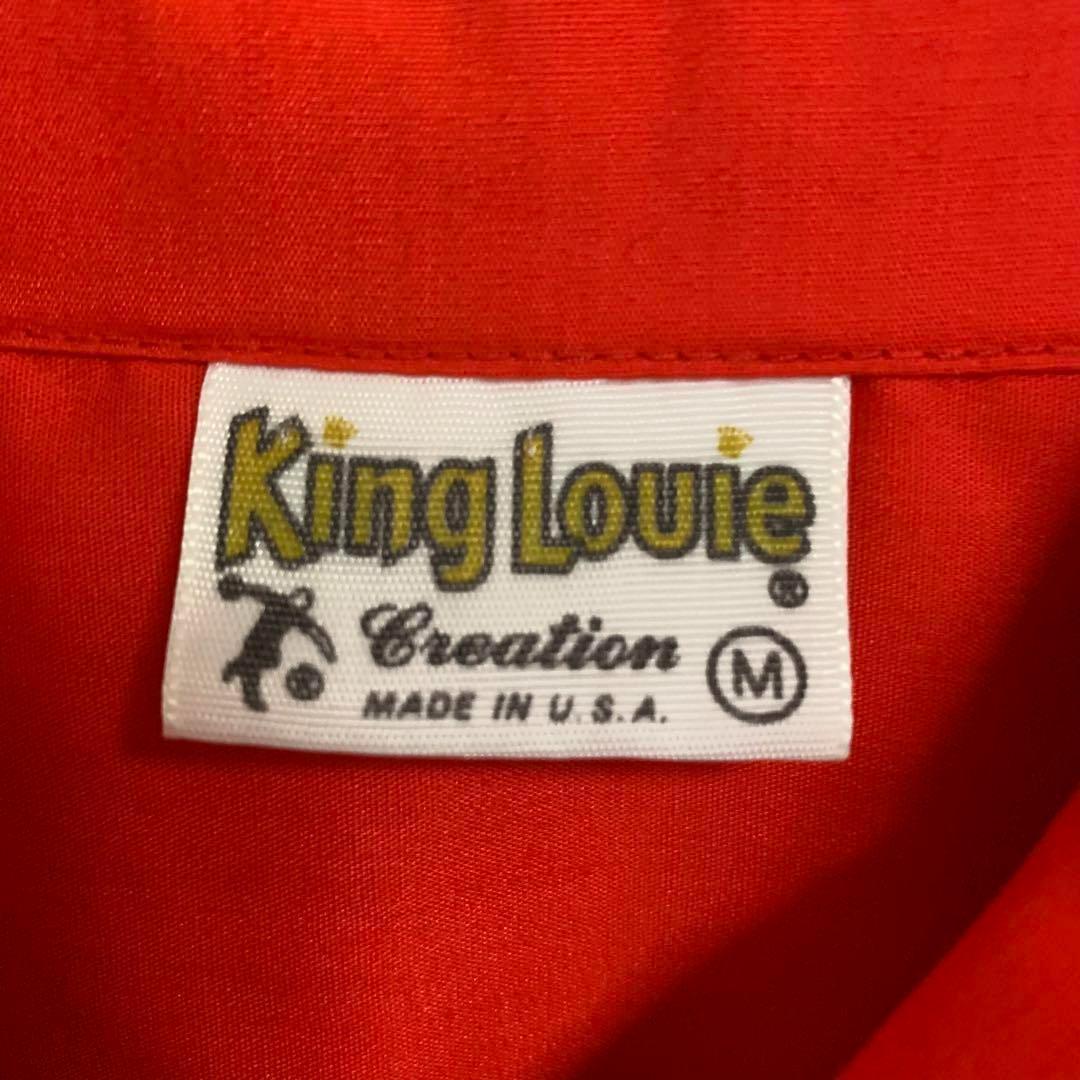 King Louie
®
Creation
®
M
MADE IN U.S.A.